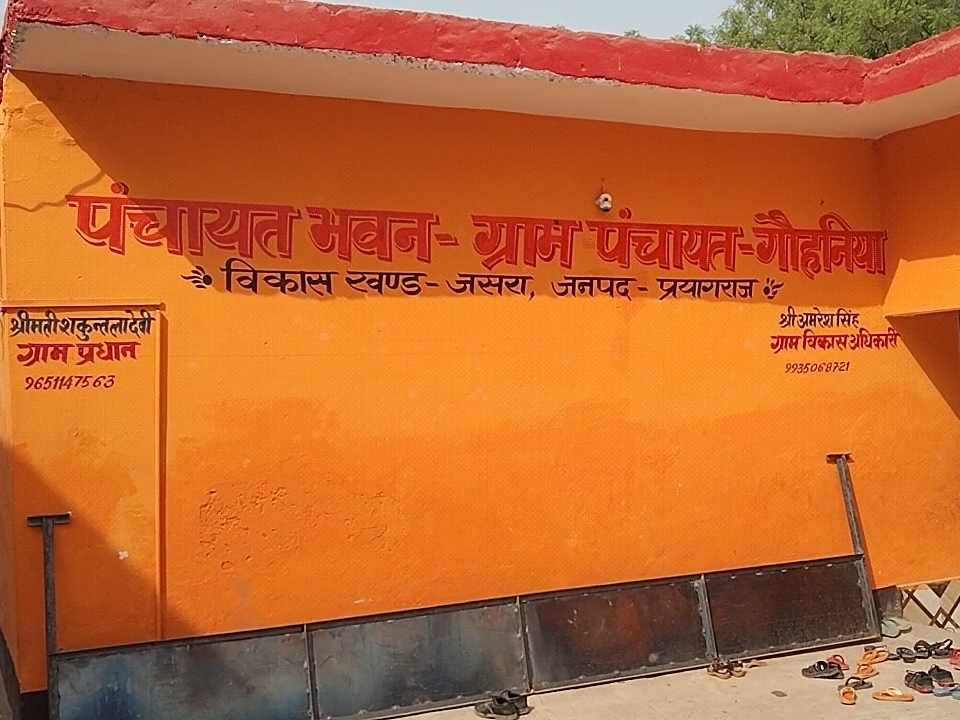 पंचायत भवन- ग्राम पंचायत-गौहनिया
विकास खण्ड- जसरा, जनपद- प्रयागराज
श्रीमती शकुन्तला देवी
ग्राम प्रधान
9651147563
श्री अमरेश सिंह
ग्राम विकास अधिकारी
9935068721